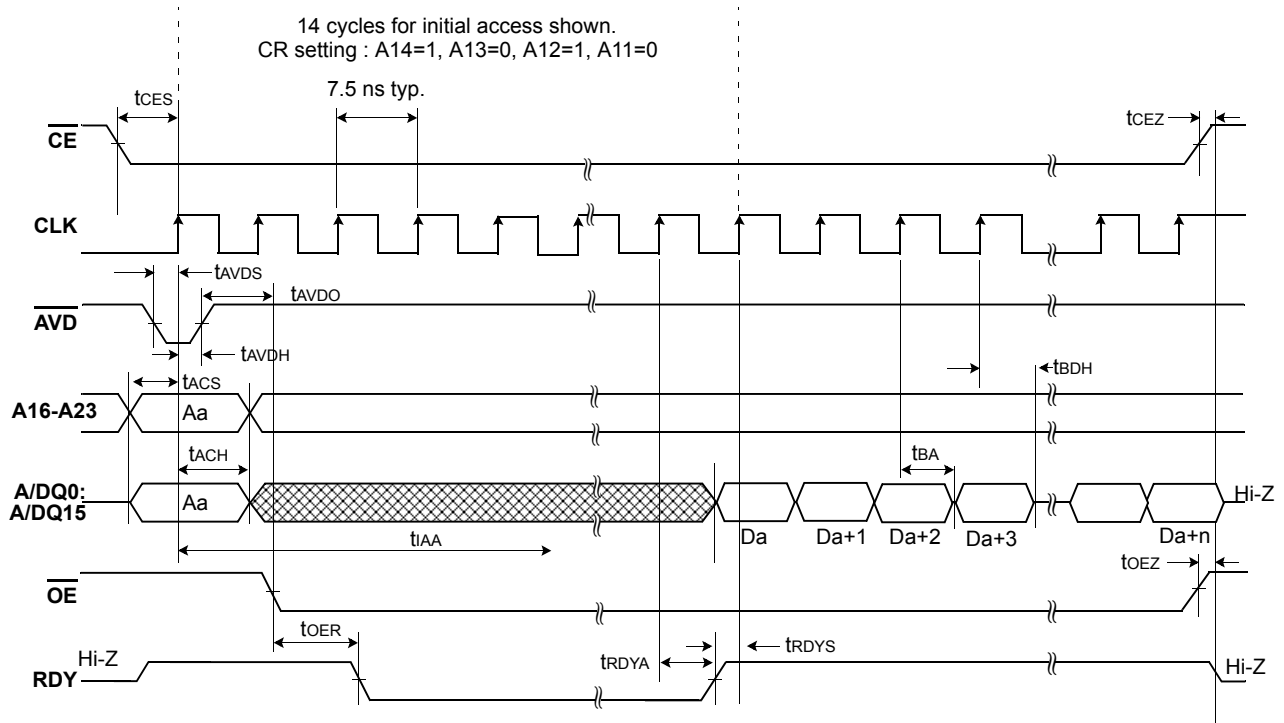 14 cycles for initial access shown.
CR setting : A14=1, A13=0, A12=1, A11=0
7.5 ns typ.
tCES
tCEZ
CE
CLK
tAVDS
tAVDO
AVD
tAVDH
tBDH
tACS
A16-A23
Aa
tACH
tBA
A/DQ0:
A/DQ15
Aa
Hi-Z
tIAA
Da
Da+1
Da+2
Da+3
Da+n
tOEZ
OE
tOER
tRDYS
Hi-Z
tRDYA
Hi-Z
RDY